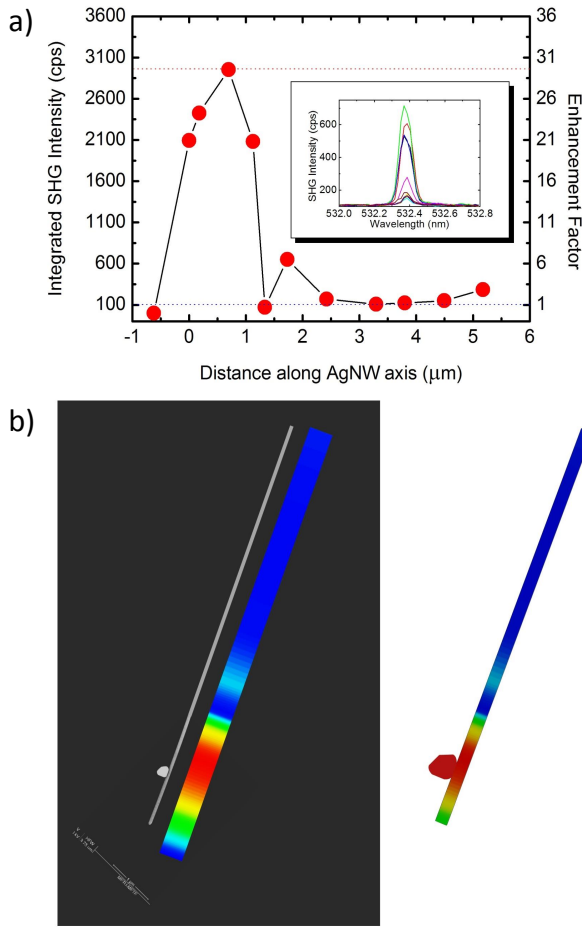 a)
3600
3100
2600
2100
1600
1100
600
100
Integrated SHG Intensity (cps)
36
31
26
21
16
11
6
1
Enhancement Factor
600
400
200
SHG Intensity (cps)
532.0 532.2 532.4 532.6 532.8
Wavelength (nm)
-1 0 1 2 3 4 5 6
Distance along AgNW axis (μm)
b)